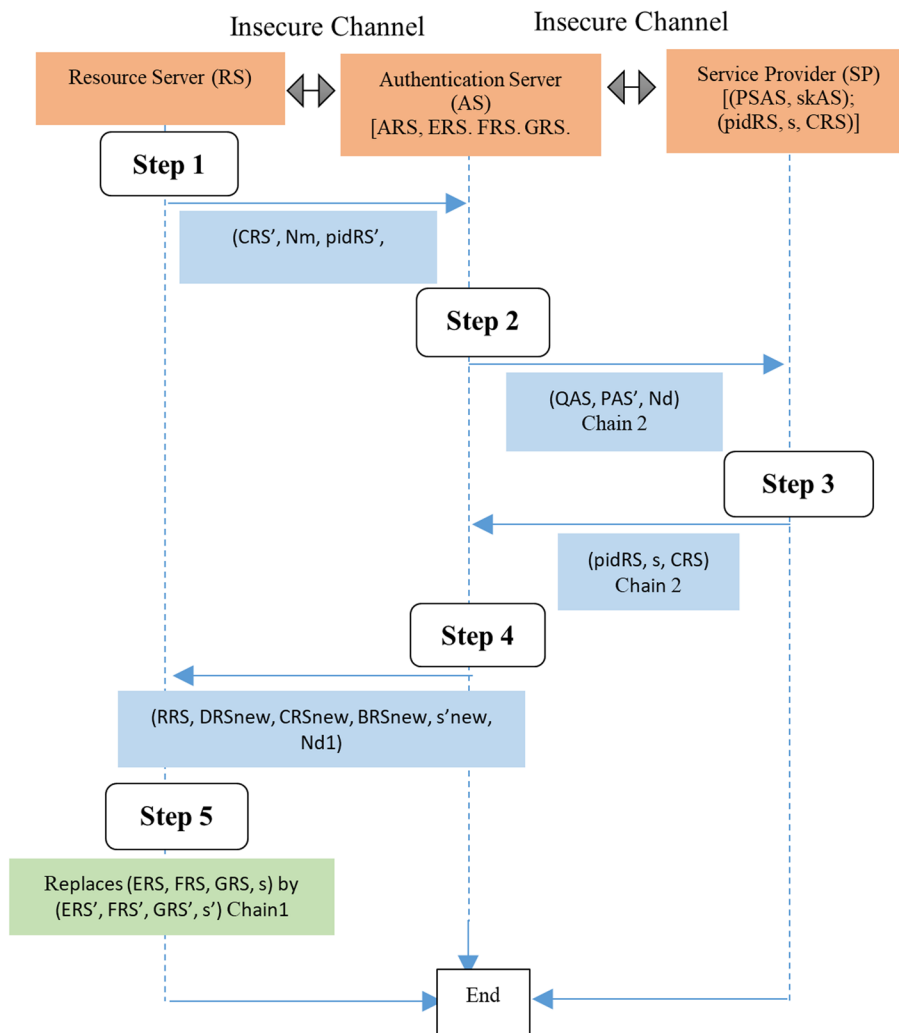 Insecure Channel
Insecure Channel
Resource Server (RS)
Authentication Server
(AS)
[ARS, ERS. FRS. GRS.
Service Provider (SP)
[(PSAS, skAS);
(pidRS, s, CRS)]
Step 1
(CRS’, Nm, pidRS’,
Step 2
(QAS, PAS’, Nd)
Chain 2
Step 3
(pidRS, s, CRS)
Chain 2
Step 4
(RRS, DRSnew, CRSnew, BRSnew, s’new,
Nd1)
Step 5
Replaces (ERS, FRS, GRS, s) by
(ERS’, FRS’, GRS’, s’) Chain1
End